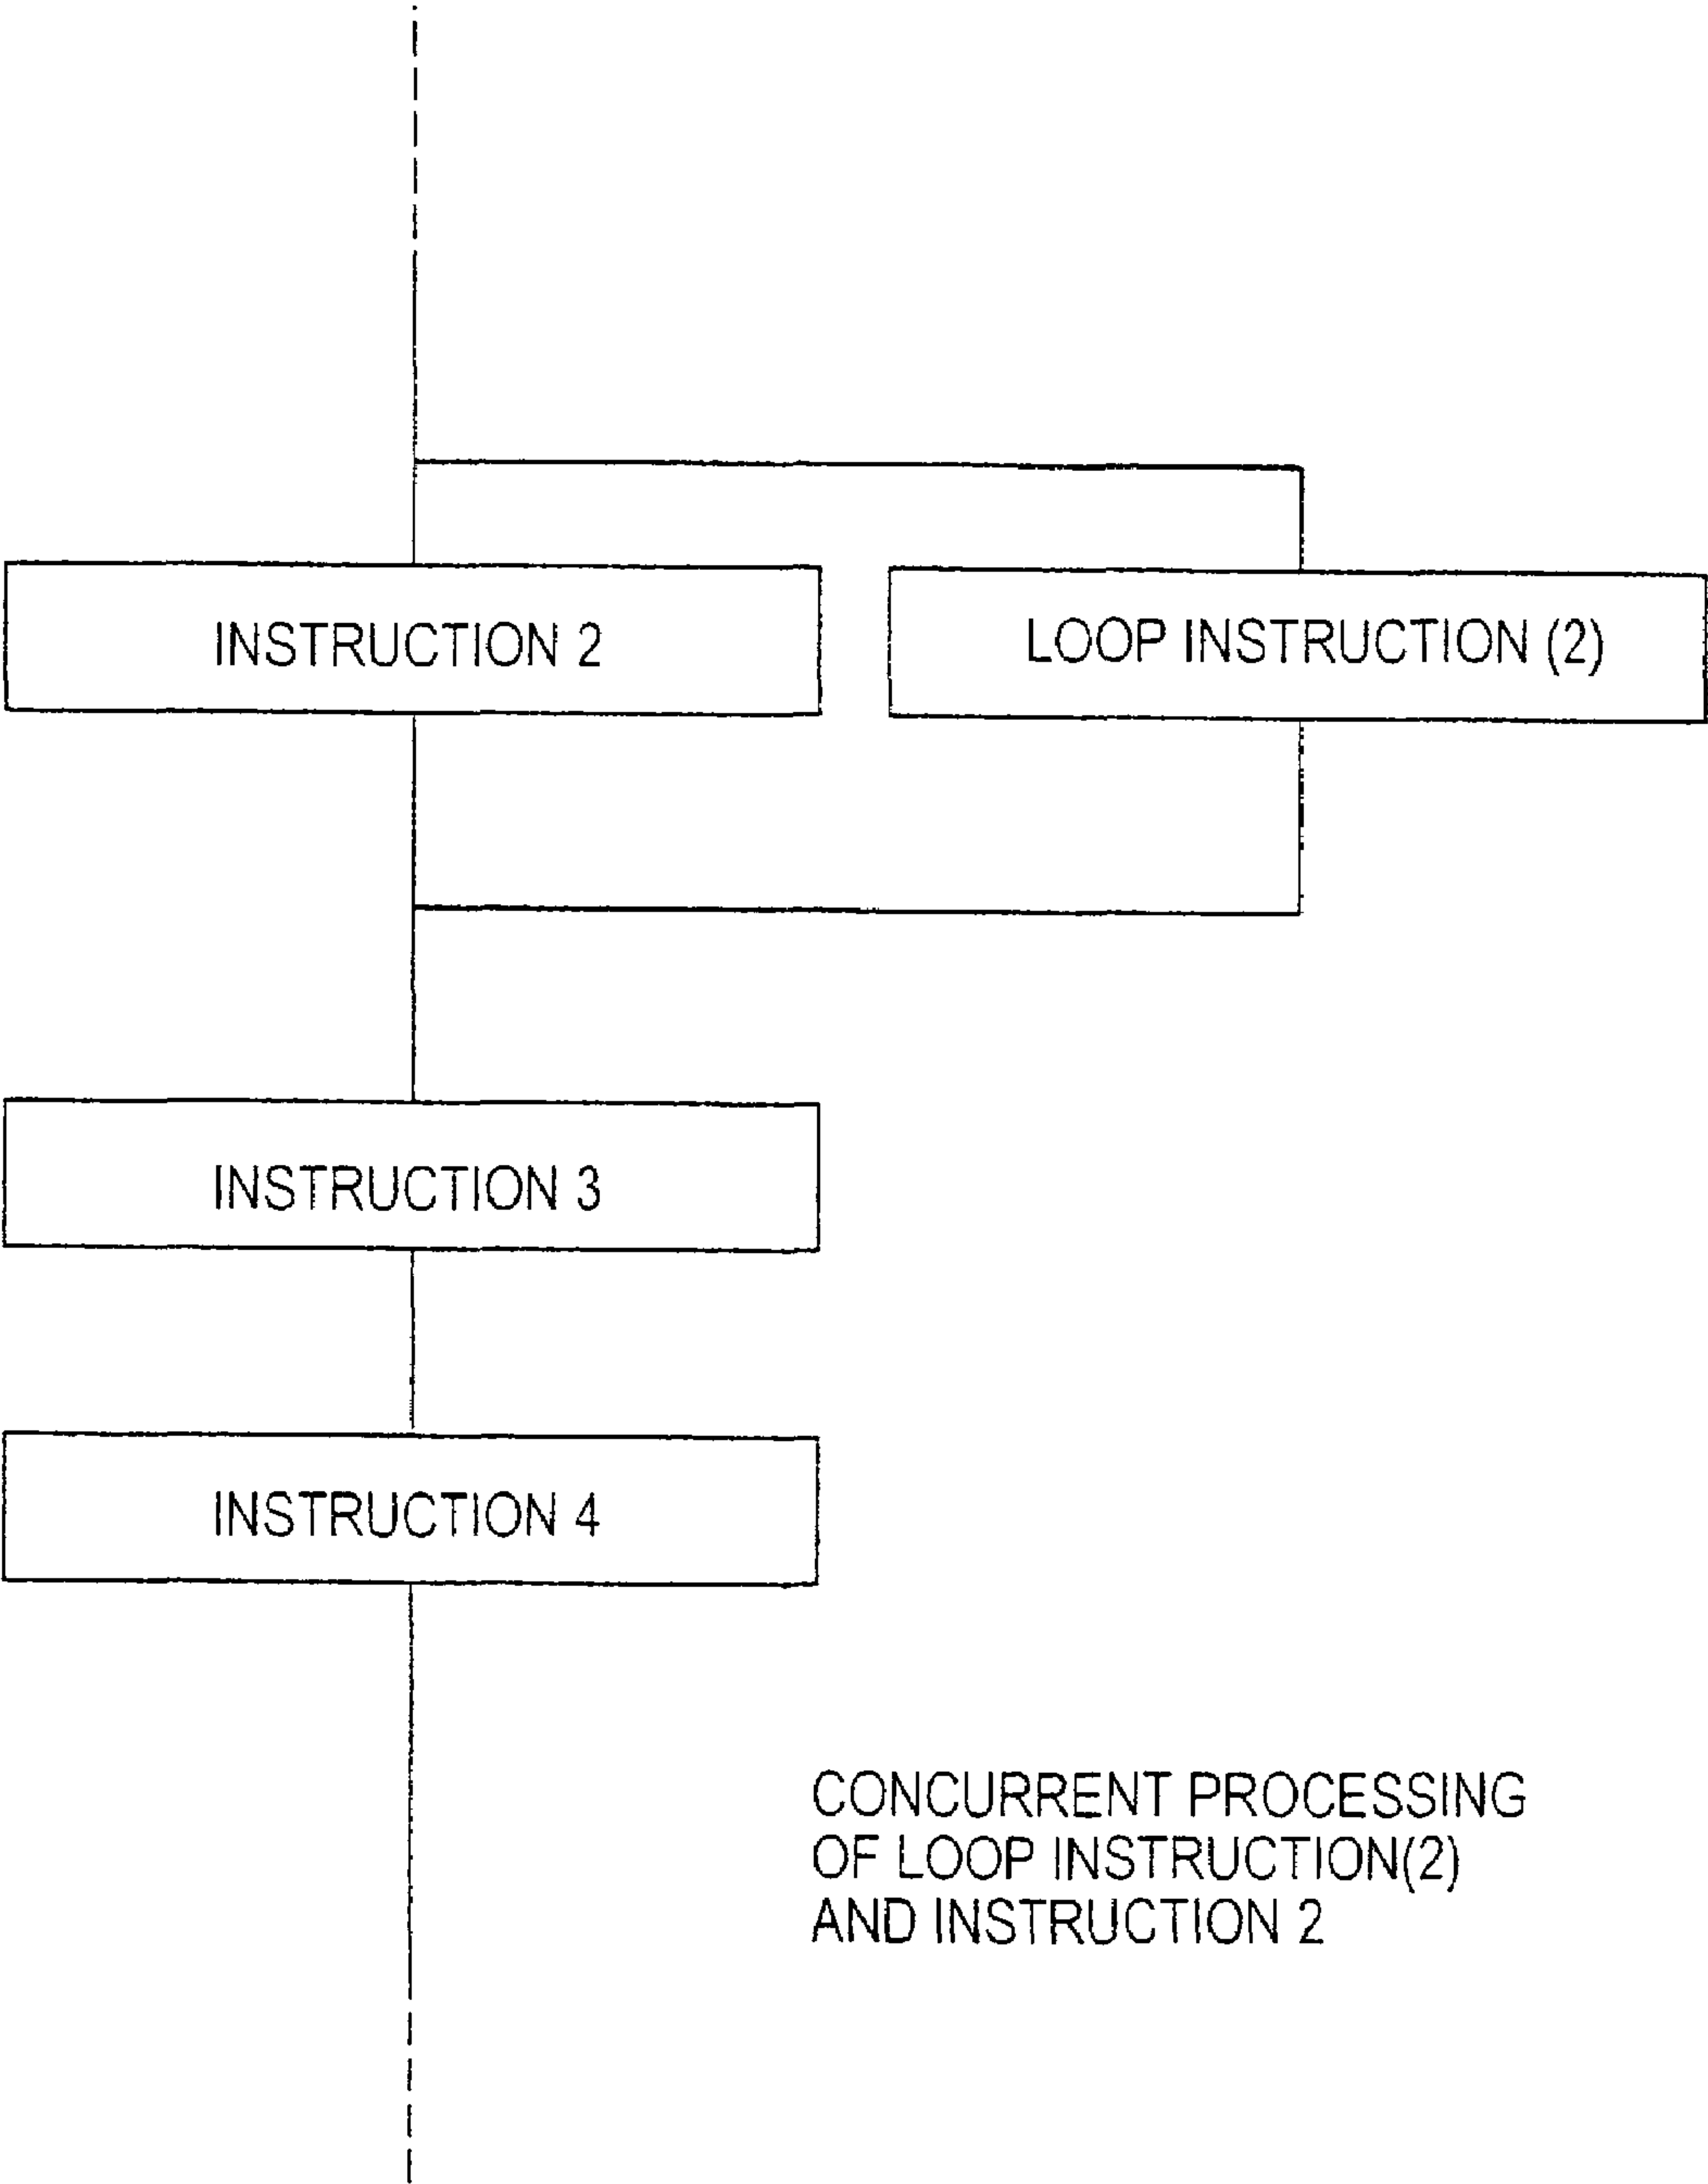 INSTRUCTION 2
LOOP INSTRUCTION (2)
INSTRUCTION 3
INSTRUCTION 4
CONCURRENT PROCESSING
OF LOOP INSTRUCTION(2)
AND INSTRUCTION 2